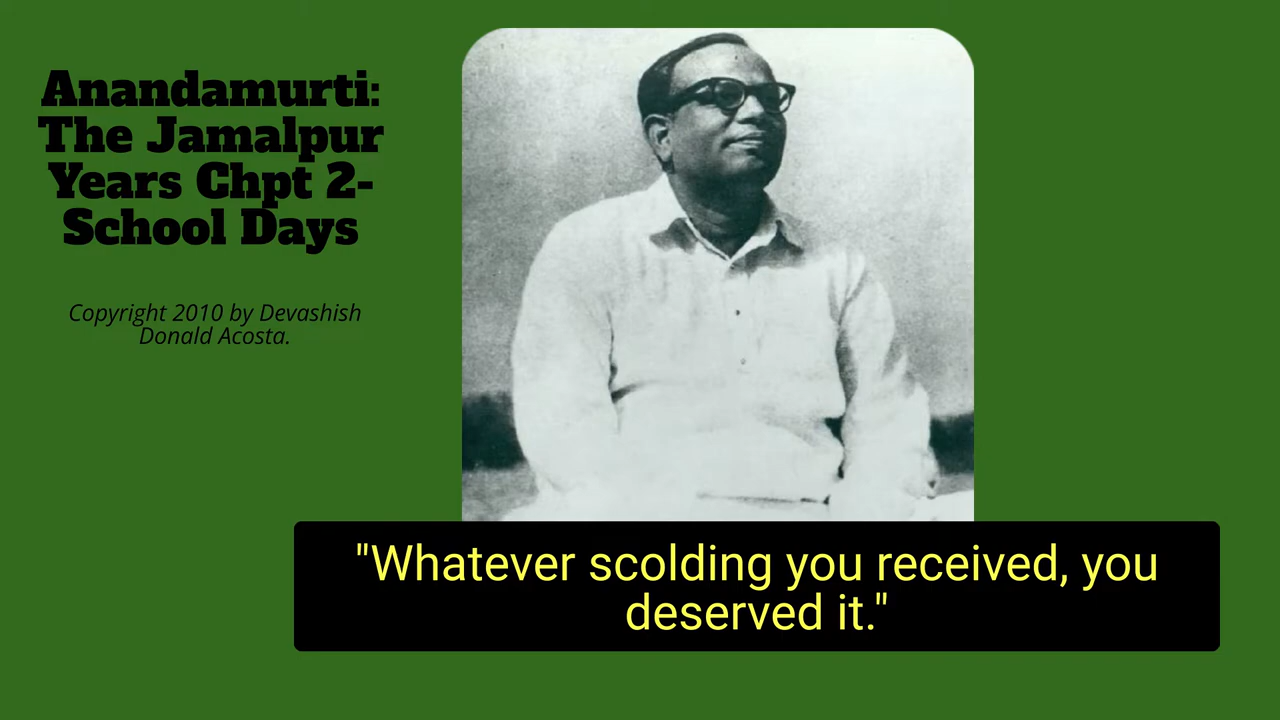 Anandamurti:
The Jamalpur
Years Chpt 2-
School Days
Copyright 2010 by Devashish
Donald Acosta.
"Whatever scolding you received, you
deserved it."